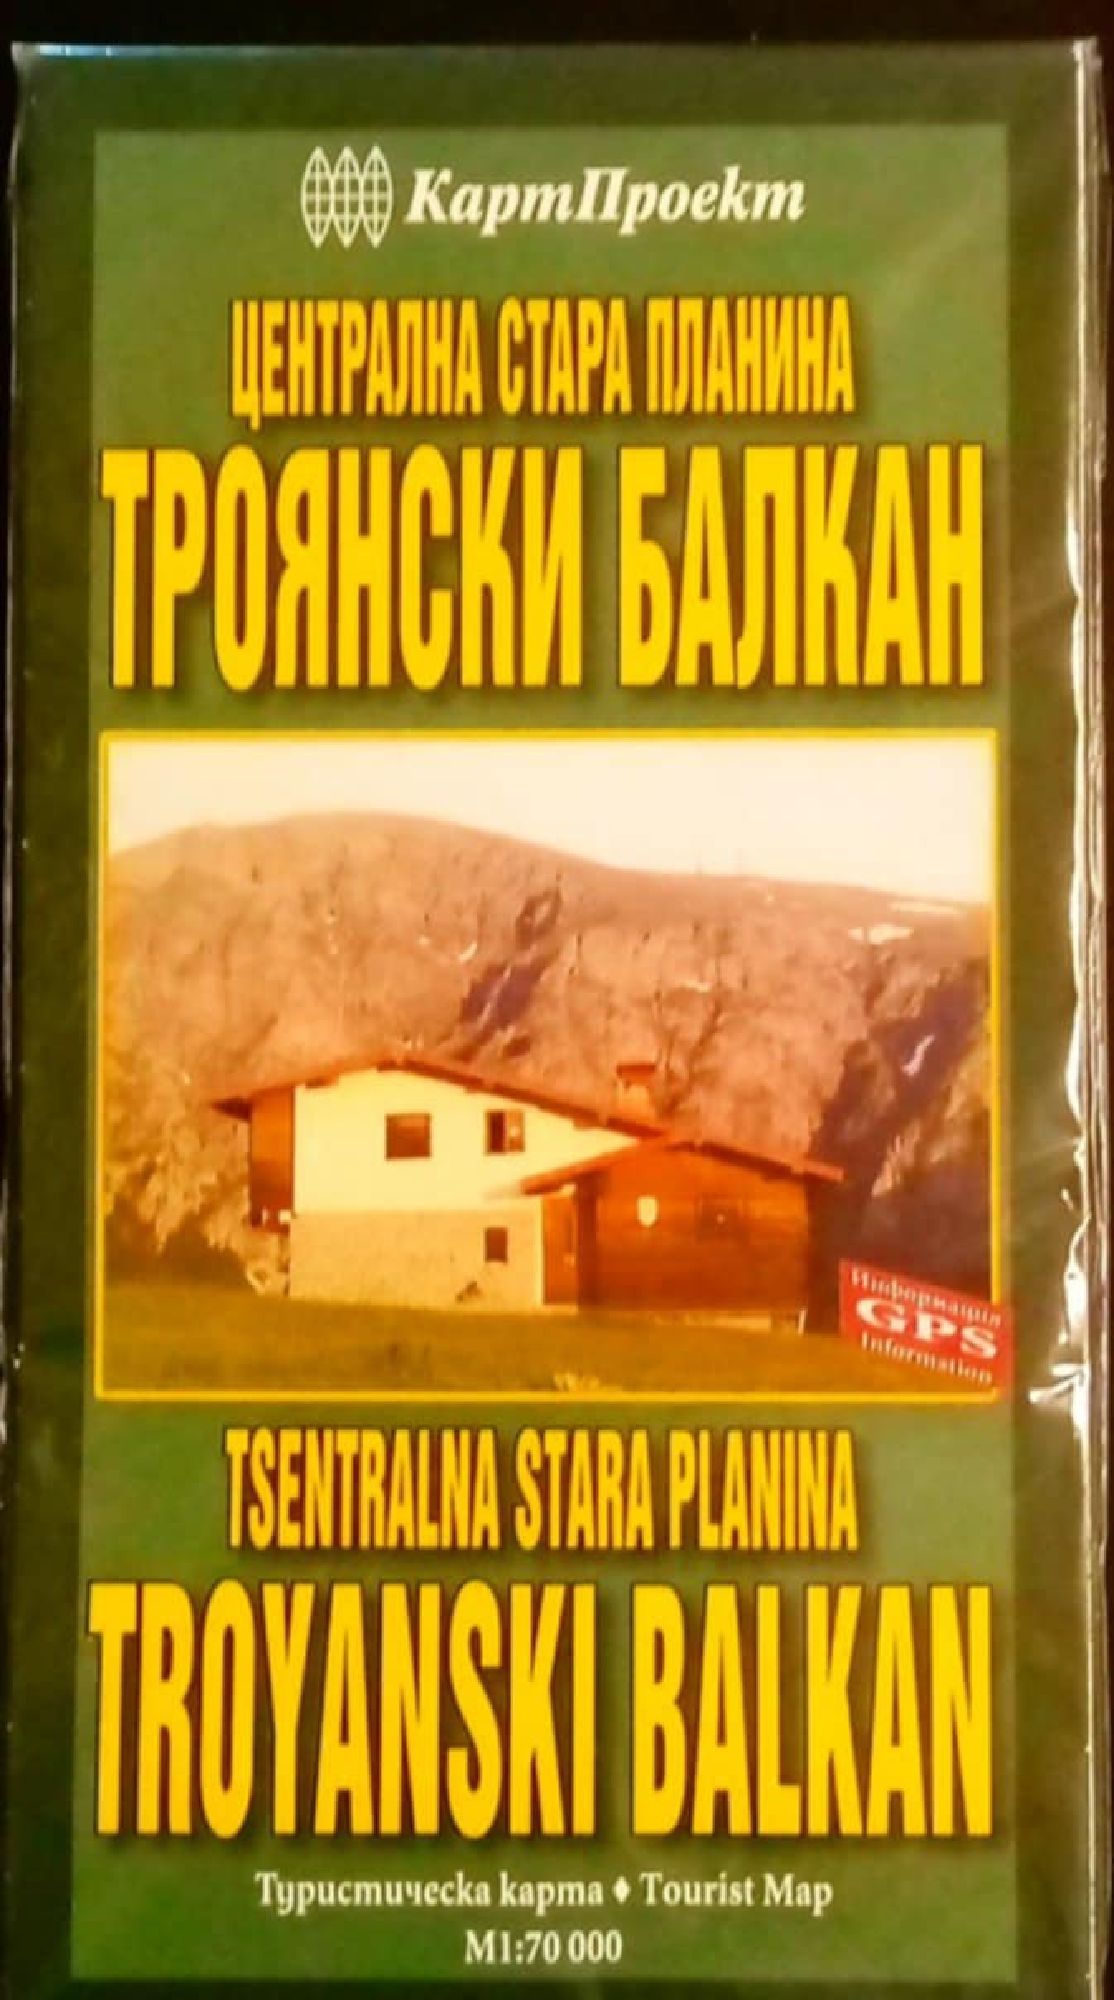 КартПроект
ЦЕНТРАЛНА СТАРА ПЛАНИНА
ТРОЯНСКИ БАЛКАН
Информация
GPS
Information
TSENTRALNA STARA PLANINA
TROYANSKI BALKAN
Туристическа карта ♦ Tourist Map
М1:70 000